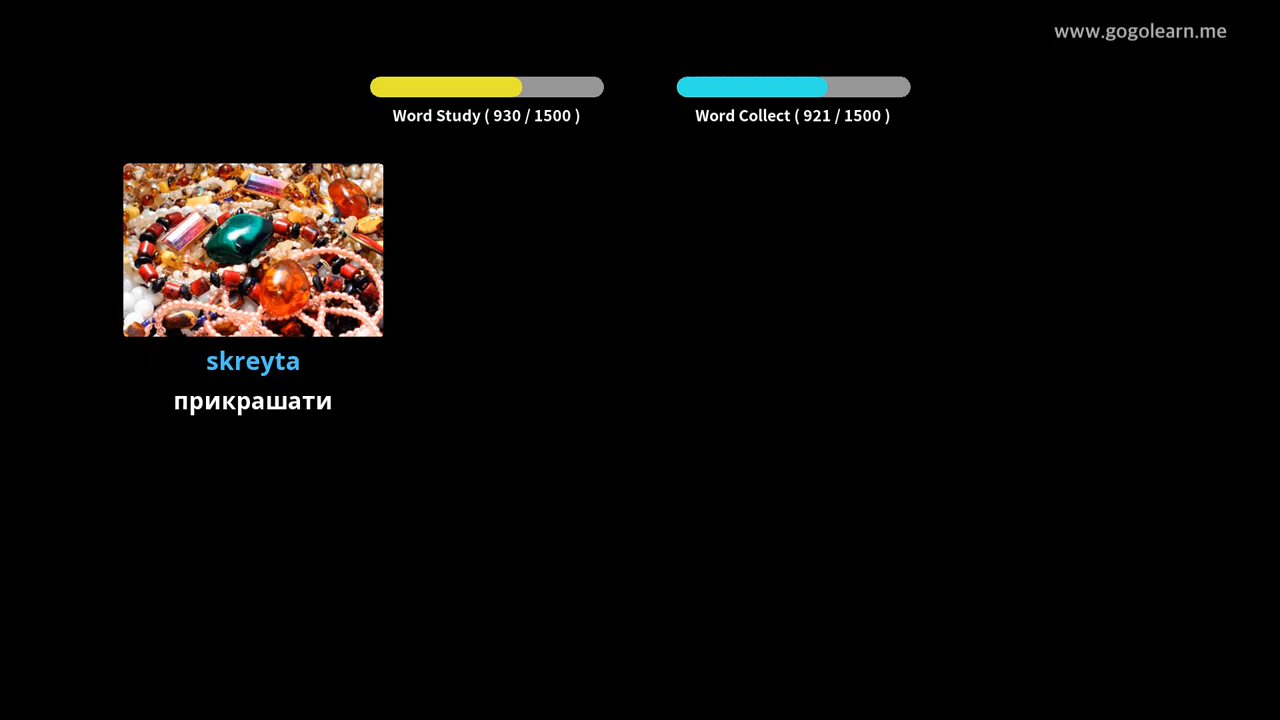 www.gogolearn.me
Word Study ( 930 / 1500 )
Word Collect ( 921 / 1500 )
skreyta
прикрашати